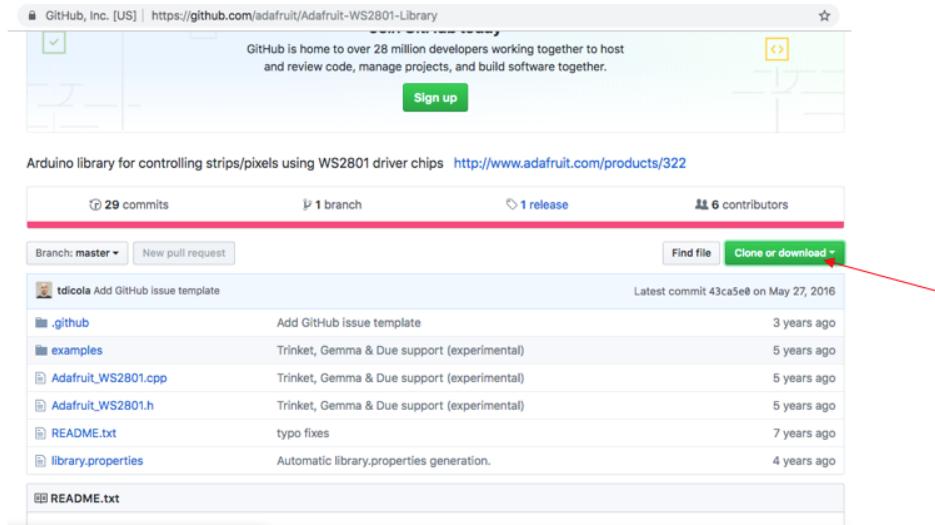 GitHub, Inc. [US] | https://github.com/adafruit/Adafruit-WS2801-Library
Join GitHub today
GitHub is home to over 28 million developers working together to host
and review code, manage projects, and build software together.
Sign up
Arduino library for controlling strips/pixels using WS2801 driver chips http://www.adafruit.com/products/322
29 commits 1 branch 1 release 6 contributors
Branch: master New pull request Find file Clone or download
tdicola Add GitHub issue template Latest commit 43ca5e0 on May 27, 2016
.github Add GitHub issue template 3 years ago
examples Trinket, Gemma & Due support (experimental) 5 years ago
Adafruit_WS2801.cpp Trinket, Gemma & Due support (experimental) 5 years ago
Adafruit_WS2801.h Trinket, Gemma & Due support (experimental) 5 years ago
README.txt typo fixes 7 years ago
library.properties Automatic library.properties generation. 4 years ago
README.txt